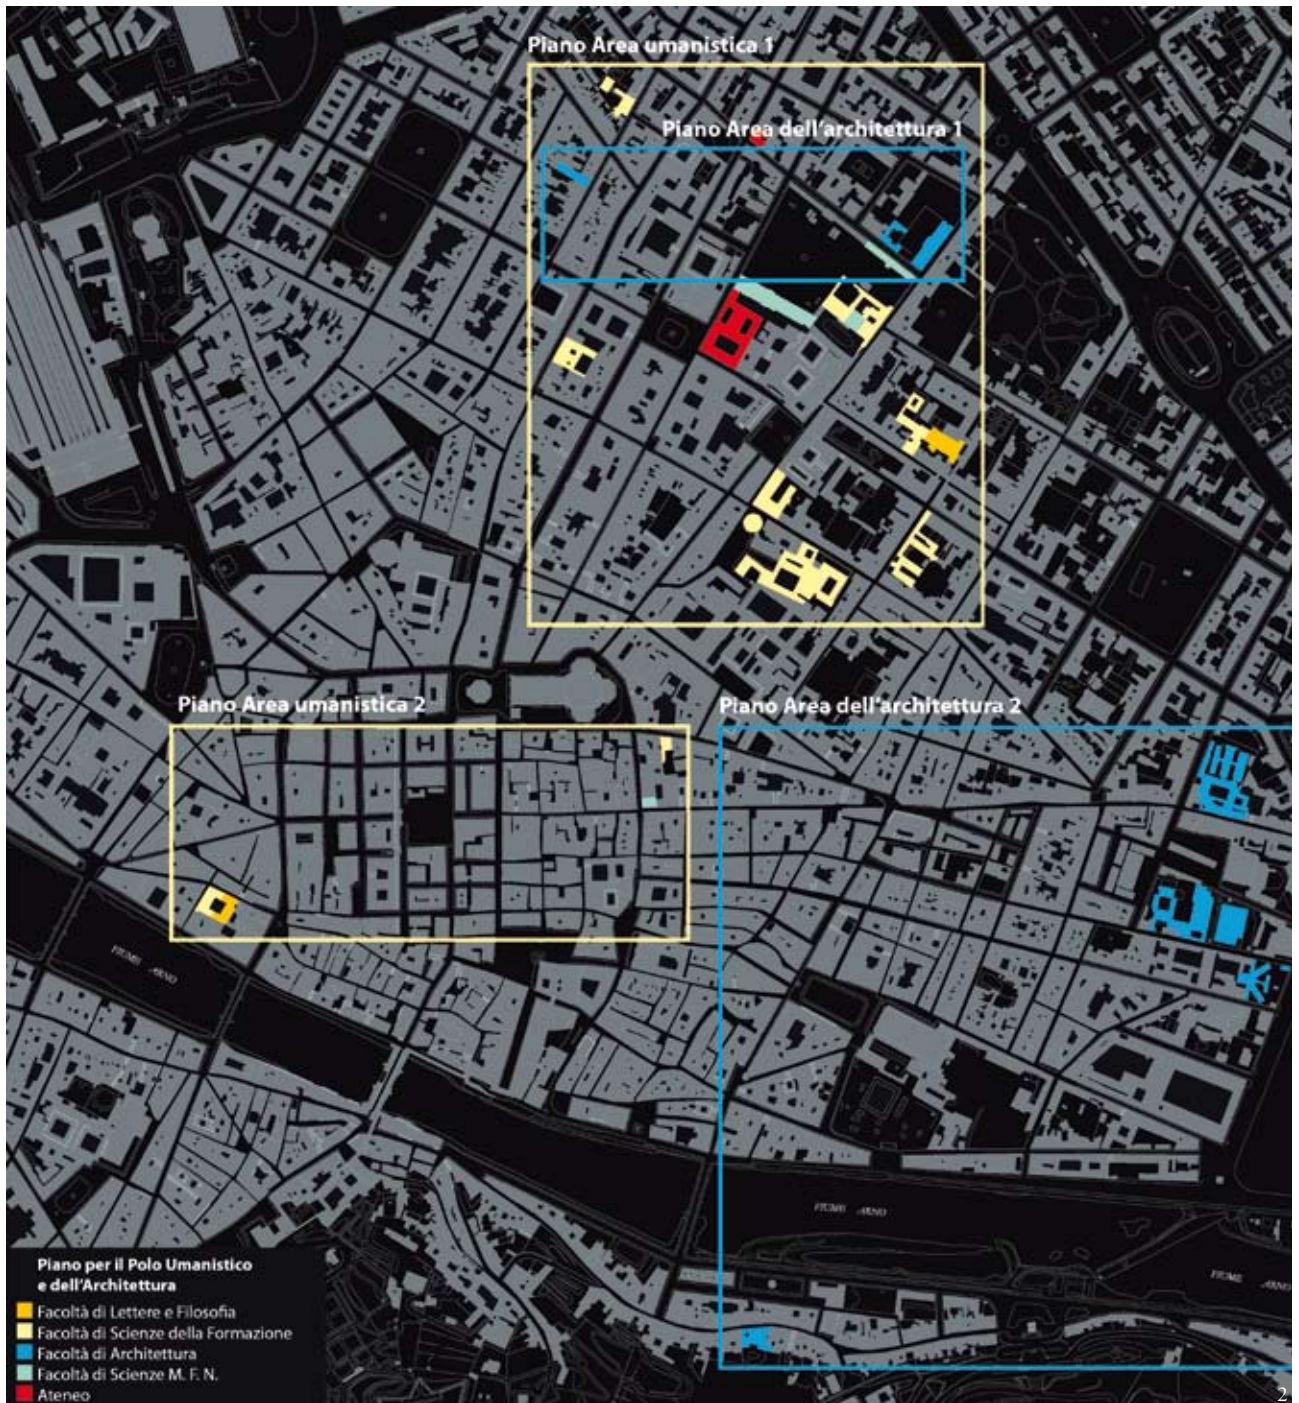 Piano Area umanistica 1
Piano Area dell'architettura 1
Piano Area umanistica 2
Piano Area dell'architettura 2
FIUME ARNO
FIUME ARNO
FIUME ARNO
Piano per il Polo Umanistico
e dell'Architettura
Facoltà di Lettere e Filosofia
Facoltà di Scienze della Formazione
Facoltà di Architettura
Facoltà di Scienze M. F. N.
Ateneo
2